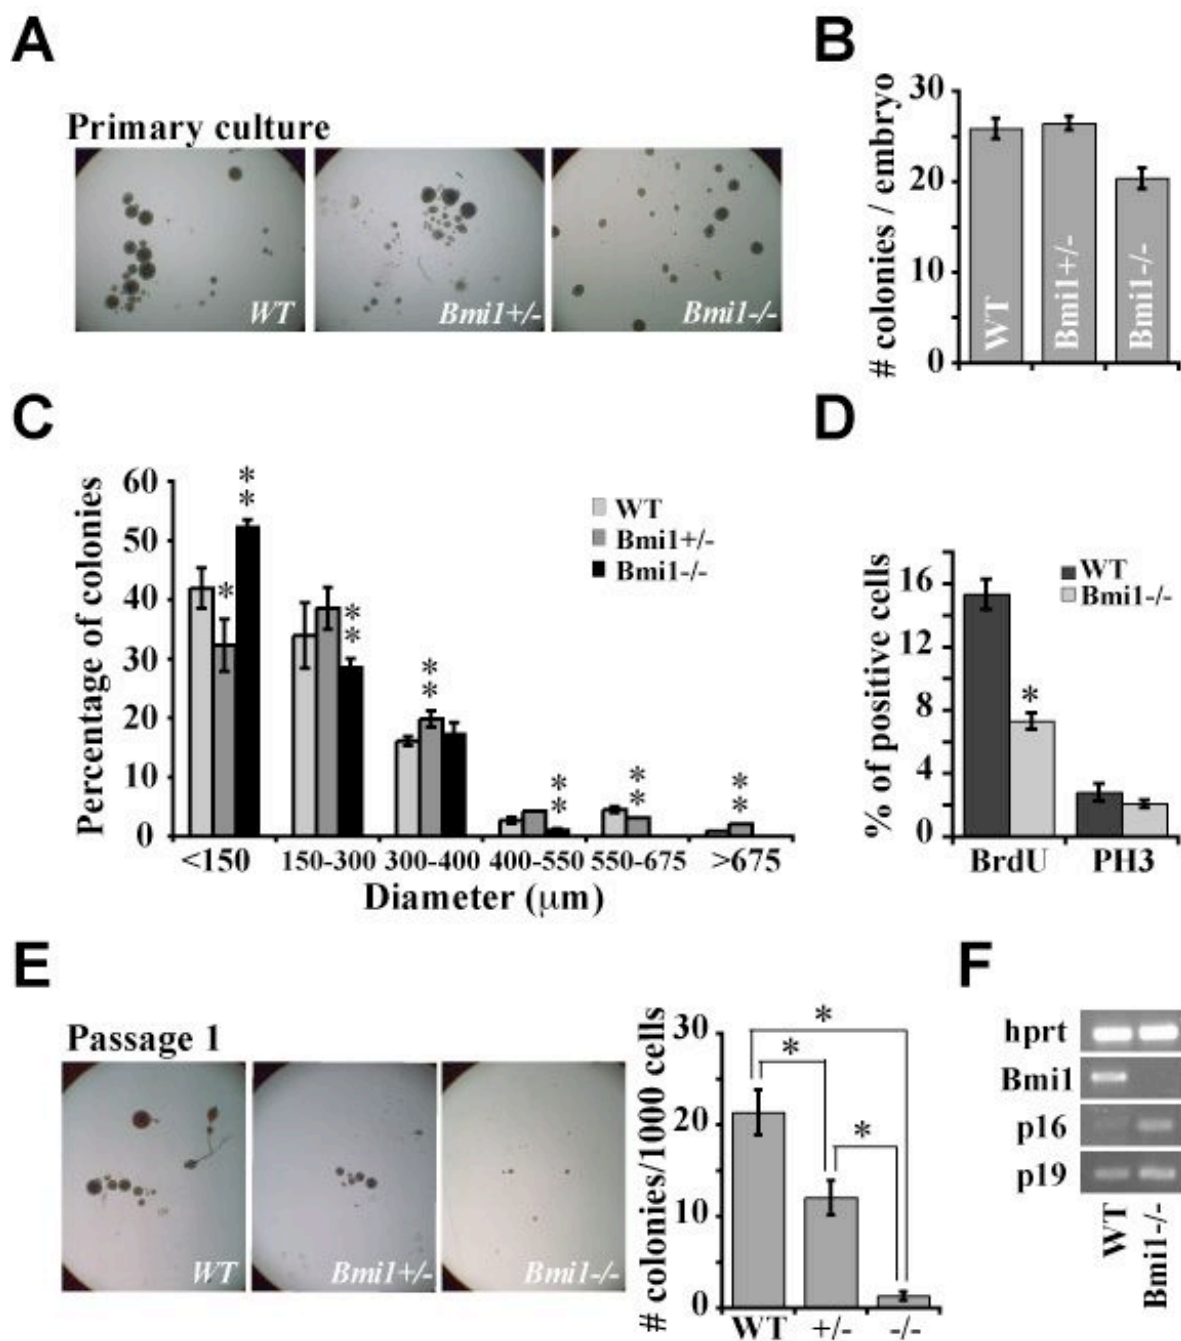 A
Primary culture
WT
Bmi1+/-
Bmi1-/-
B
# colonies / embryo
30
20
10
0
WT
Bmi1+/-
Bmi1-/-
C
Percentage of colonies
60
50
40
30
20
10
0
**
*
**
**
**
**
**
WT
Bmi1+/-
Bmi1-/-
<150
150-300
300-400
400-550
550-675
>675
Diameter (μm)
D
% of positive cells
16
12
8
4
0
*
WT
Bmi1-/-
BrdU
PH3
E
Passage 1
WT
Bmi1+/-
Bmi1-/-
# colonies/1000 cells
30
20
10
0
*
*
*
WT
+/-
-/-
F
hprt
Bmi1
p16
p19
WT
Bmi1-/-